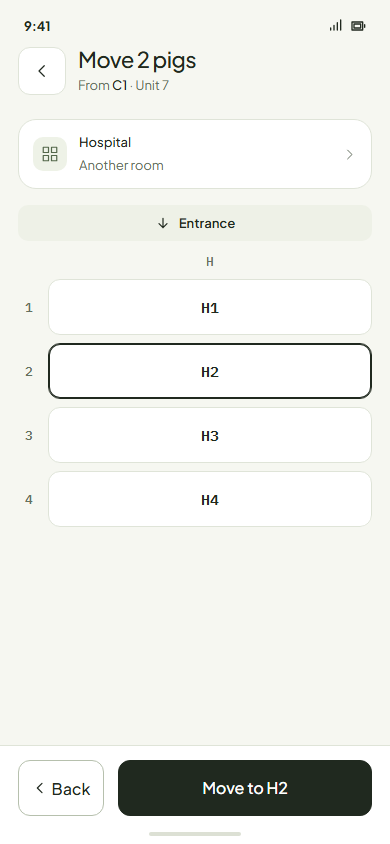 9:41
Move 2 pigs
From C1 · Unit 7
Hospital
Another room
Entrance
H
1 H1
2 H2
3 H3
4 H4
Back Move to H2